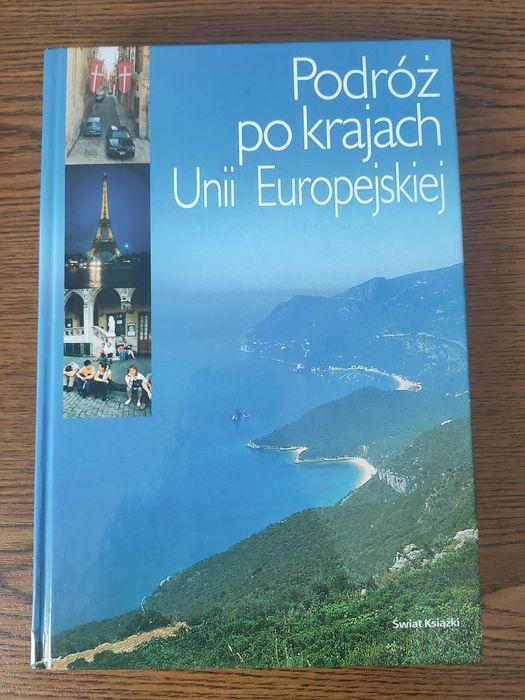 Podróż
po krajach
Unii Europejskiej
Świat Książki